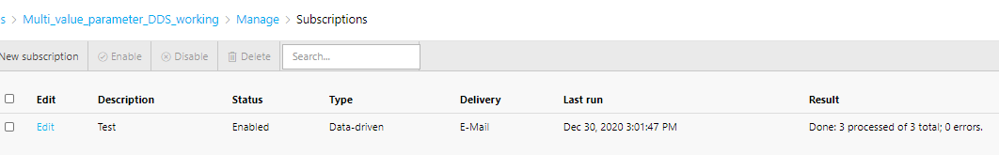 s > Multi_value_parameter_DDS_working > Manage > Subscriptions
New subscription Enable Disable Delete Search...
Edit Description Status Type Delivery Last run Result
Edit Test Enabled Data-driven E-Mail Dec 30, 2020 3:01:47 PM Done: 3 processed of 3 total; 0 errors.